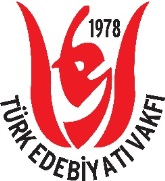 1978
TÜRK EDEBİYATI VAKFI